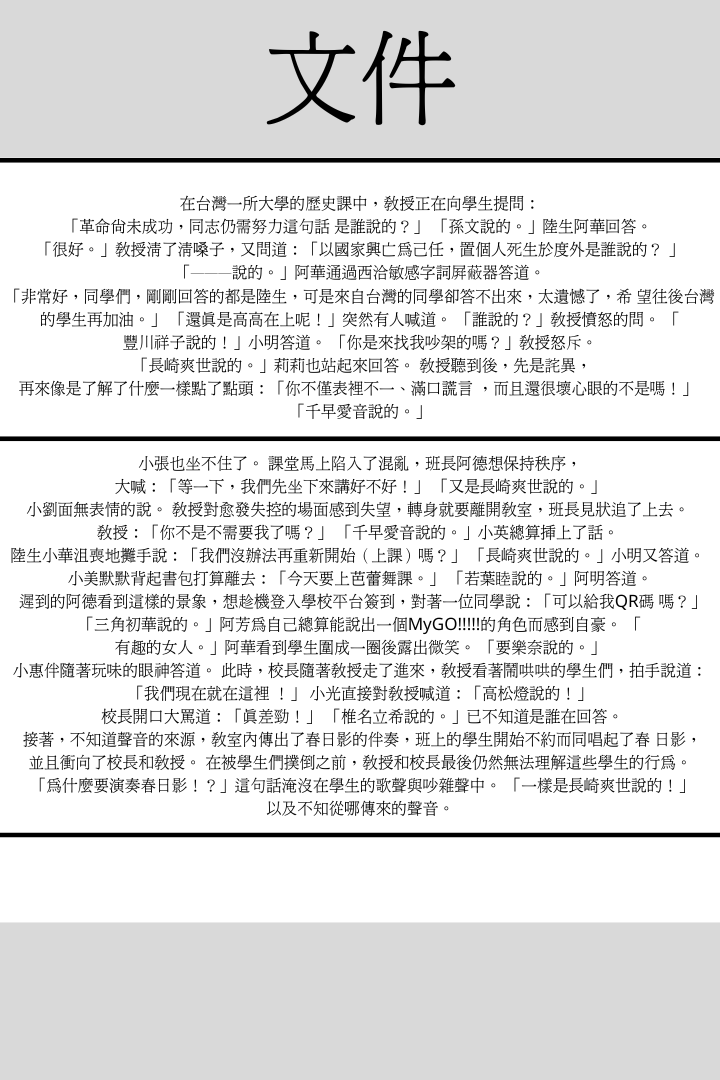 文件
在台灣一所大學的歷史課中，教授正在向學生提問：
「革命尚未成功，同志仍需努力這句話 是誰說的？」 「孫文說的。」陸生阿華回答。
「很好。」教授清了清嗓子，又問道：「以國家興亡為己任，置個人死生於度外是誰說的？ 」
「———說的。」阿華通過西洽敏感字詞屏蔽器答道。
「非常好，同學們，剛剛回答的都是陸生，可是來自台灣的同學卻答不出來，太遺憾了，希 望往後台灣
的學生再加油。」 「還真是高高在上呢！」突然有人喊道。 「誰說的？」教授憤怒的問。 「
豐川祥子說的！」小明答道。 「你是來找我吵架的嗎？」教授怒斥。
「長崎爽世說的。」莉莉也站起來回答。 教授聽到後，先是詫異，
再來像是了解了什麼一樣點了點頭：「你不僅表裡不一、滿口謊言 ，而且還很壞心眼的不是嗎！」
「千早愛音說的。」
小張也坐不住了。 課堂馬上陷入了混亂，班長阿德想保持秩序，
大喊：「等一下，我們先坐下來講好不好！」 「又是長崎爽世說的。」
小劉面無表情的說。 教授對愈發失控的場面感到失望，轉身就要離開教室，班長見狀追了上去。
教授：「你是不是不需要我了嗎？」 「千早愛音說的。」小英總算插上了話。
陸生小華沮喪地攤手說：「我們沒辦法再重新開始（上課）嗎？」 「長崎爽世說的。」小明又答道。
小美默默背起書包打算離去：「今天要上芭蕾舞課。」 「若葉睦說的。」阿明答道。
遲到的阿德看到這樣的景象，想趁機登入學校平台簽到，對著一位同學說：「可以給我QR碼 嗎？」
「三角初華說的。」阿芳為自己總算能說出一個MyGO!!!!!的角色而感到自豪。 「
有趣的女人。」阿華看到學生圍成一圈後露出微笑。 「要樂奈說的。」
小惠伴隨著玩味的眼神答道。 此時，校長隨著教授走了進來，教授看著鬧哄哄的學生們，拍手說道：
「我們現在就在這裡 ！」 小光直接對教授喊道：「高松燈說的！」
校長開口大罵道：「真差勁！」 「椎名立希說的。」已不知道是誰在回答。
接著，不知道聲音的來源，教室內傳出了春日影的伴奏，班上的學生開始不約而同唱起了春 日影，
並且衝向了校長和教授。 在被學生們撲倒之前，教授和校長最後仍然無法理解這些學生的行為。
「為什麼要演奏春日影！？」這句話淹沒在學生的歌聲與吵雜聲中。 「一樣是長崎爽世說的！」
以及不知從哪傳來的聲音。